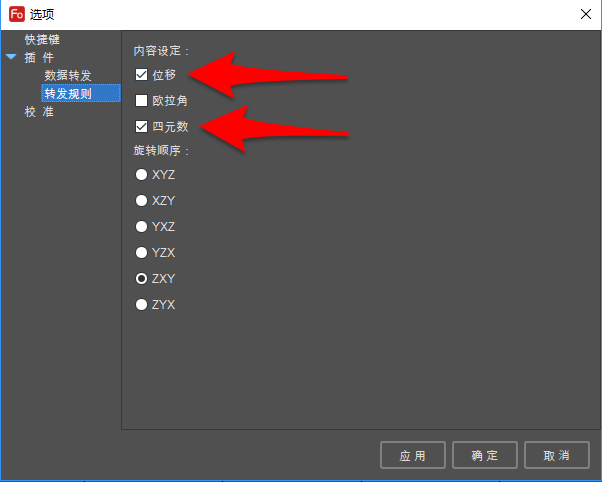 Fo 选项
快捷键
插 件
数据转发
转发规则
校 准
内容设定:
位移
欧拉角
四元数
旋转顺序:
XYZ
XZY
YXZ
YZX
ZXY
ZYX
应 用 确 定 取 消